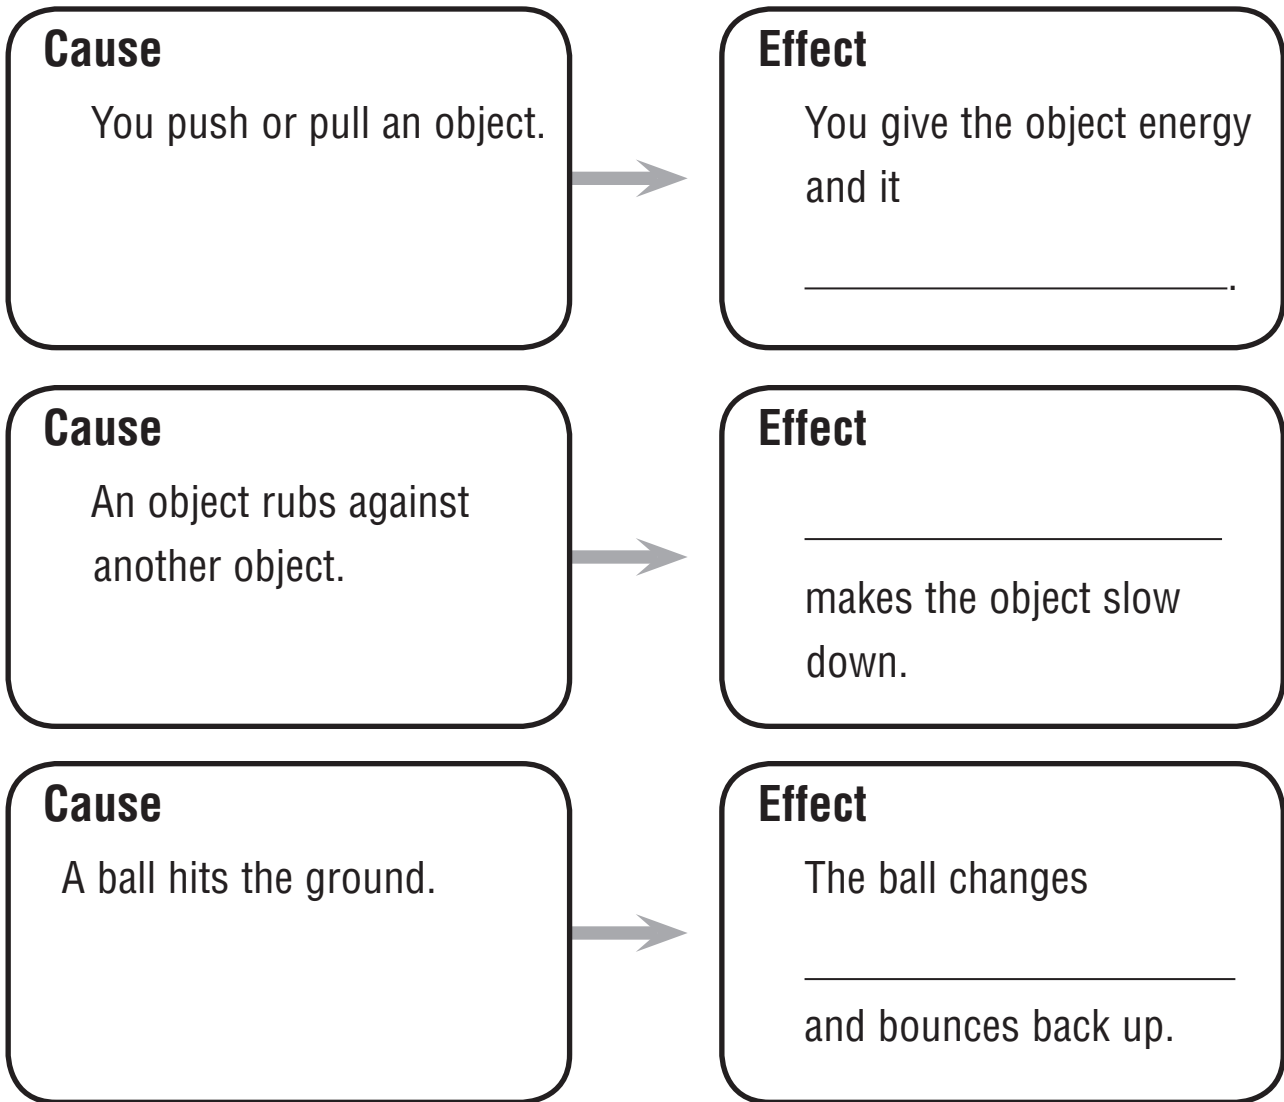 Cause
You push or pull an object.
Effect
You give the object energy
and it
.
Cause
An object rubs against
another object.
Effect
makes the object slow
down.
Cause
A ball hits the ground.
Effect
The ball changes
and bounces back up.